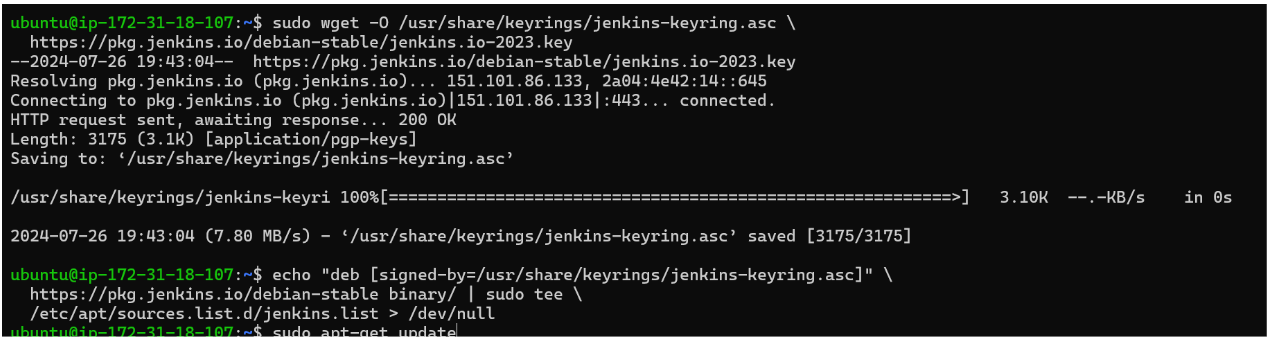 ubuntu@ip-172-31-18-107:~$ sudo wget -O /usr/share/keyrings/jenkins-keyring.asc \
  https://pkg.jenkins.io/debian-stable/jenkins.io-2023.key
--2024-07-26 19:43:04--  https://pkg.jenkins.io/debian-stable/jenkins.io-2023.key
Resolving pkg.jenkins.io (pkg.jenkins.io)... 151.101.86.133, 2a04:4e42:14::645
Connecting to pkg.jenkins.io (pkg.jenkins.io)|151.101.86.133|:443... connected.
HTTP request sent, awaiting response... 200 OK
Length: 3175 (3.1K) [application/pgp-keys]
Saving to: ‘/usr/share/keyrings/jenkins-keyring.asc’

/usr/share/keyrings/jenkins-keyri 100%[==========================================================>]   3.10K  --.-KB/s    in 0s

2024-07-26 19:43:04 (7.80 MB/s) - ‘/usr/share/keyrings/jenkins-keyring.asc’ saved [3175/3175]

ubuntu@ip-172-31-18-107:~$ echo "deb [signed-by=/usr/share/keyrings/jenkins-keyring.asc]" \
  https://pkg.jenkins.io/debian-stable binary/ | sudo tee \
  /etc/apt/sources.list.d/jenkins.list > /dev/null
ubuntu@ip-172-31-18-107:~$ sudo apt-get update